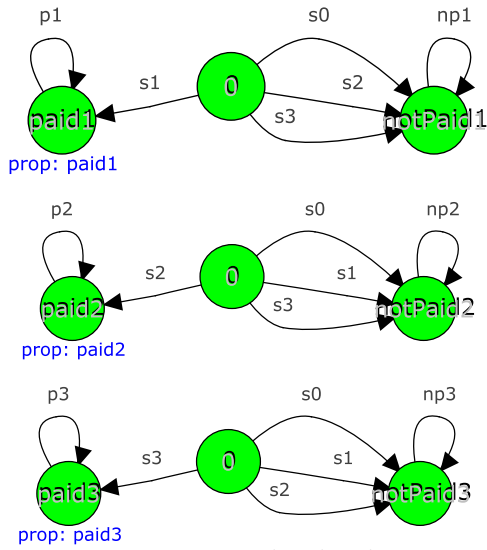 p1 s0 np1
s1 0 s2
paid1 s3 notPaid1
prop: paid1
p2 s0 np2
s2 0 s1
paid2 s3 notPaid2
prop: paid2
p3 s0 np3
s3 0 s1
paid3 s2 notPaid3
prop: paid3